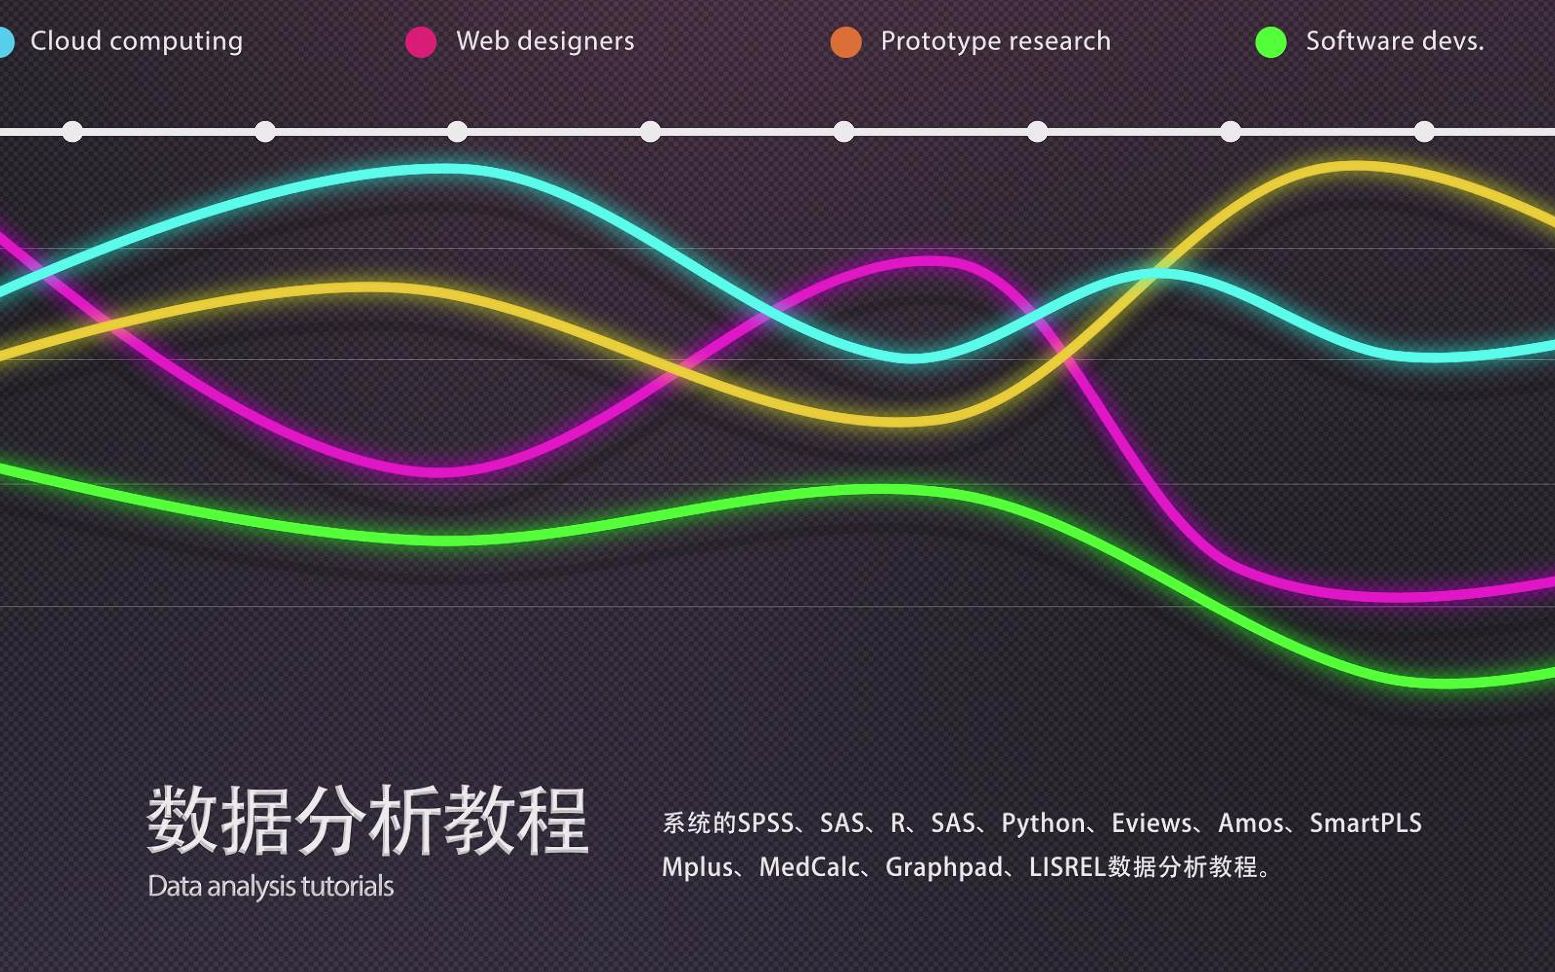 Cloud computing
Web designers
Prototype research
Software devs.
数据分析教程
Data analysis tutorials
系统的SPSS、SAS、R、SAS、Python、Eviews、Amos、SmartPLS
Mplus、MedCalc、Graphpad、LISREL数据分析教程。